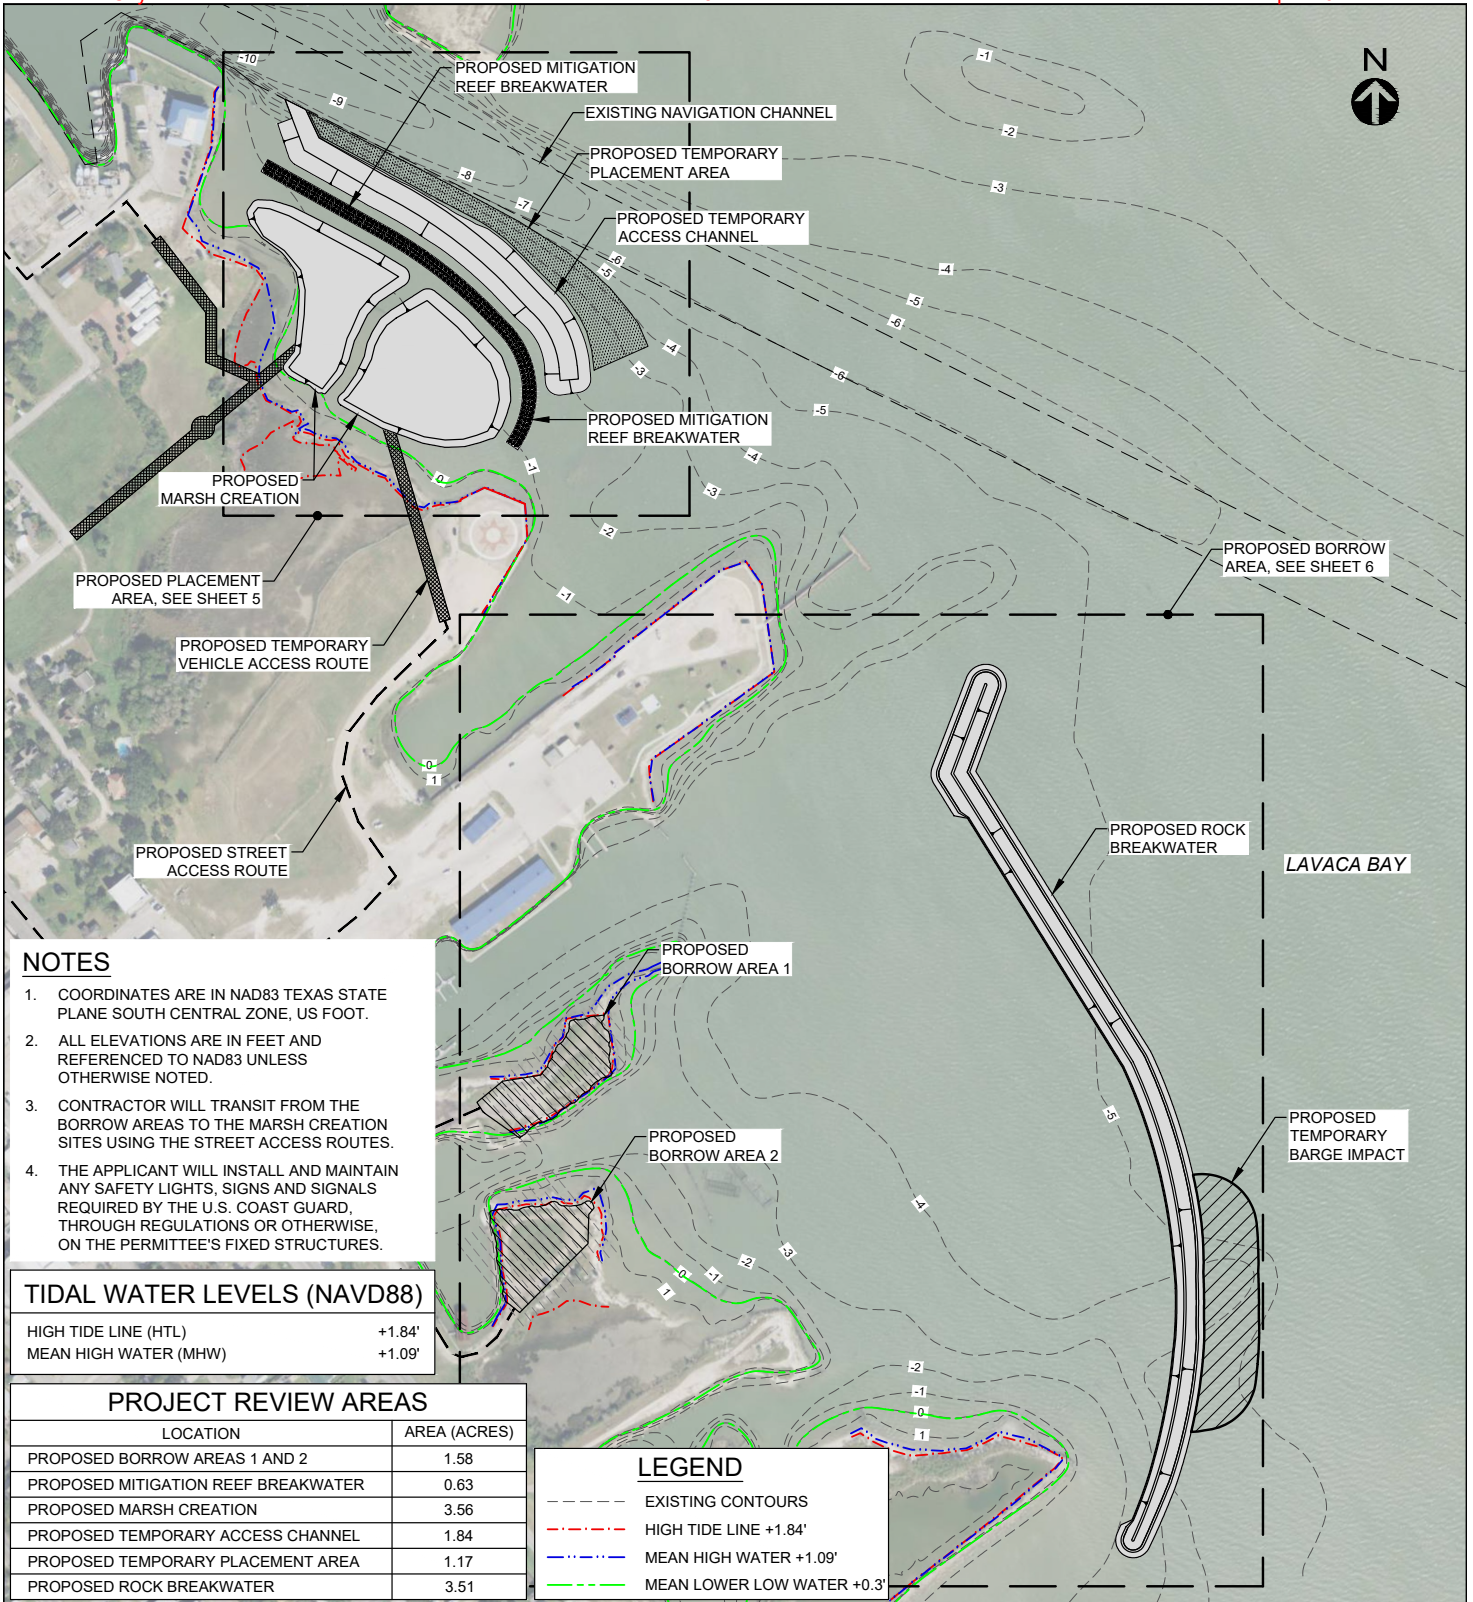 N
PROPOSED MITIGATION
REEF BREAKWATER
EXISTING NAVIGATION CHANNEL
PROPOSED TEMPORARY
PLACEMENT AREA
PROPOSED TEMPORARY
ACCESS CHANNEL
-10
-9
-8
-7
-6
-5
-1
-2
-3
-4
-5
-6
-4
-3
-6
-5
PROPOSED MITIGATION
REEF BREAKWATER
-4
-3
-1
0
-2
-1
PROPOSED
MARSH CREATION
PROPOSED PLACEMENT
AREA, SEE SHEET 5
PROPOSED BORROW
AREA, SEE SHEET 6
PROPOSED TEMPORARY
VEHICLE ACCESS ROUTE
0
1
PROPOSED STREET
ACCESS ROUTE
PROPOSED ROCK
BREAKWATER
LAVACA BAY
PROPOSED
BORROW AREA 1
PROPOSED
BORROW AREA 2
-5
PROPOSED
TEMPORARY
BARGE IMPACT
-4
-3
-2
-1
0
1
-2
-1
0
1
NOTES
1. COORDINATES ARE IN NAD83 TEXAS STATE
PLANE SOUTH CENTRAL ZONE, US FOOT.
2. ALL ELEVATIONS ARE IN FEET AND
REFERENCED TO NAD83 UNLESS
OTHERWISE NOTED.
3. CONTRACTOR WILL TRANSIT FROM THE
BORROW AREAS TO THE MARSH CREATION
SITES USING THE STREET ACCESS ROUTES.
4. THE APPLICANT WILL INSTALL AND MAINTAIN
ANY SAFETY LIGHTS, SIGNS AND SIGNALS
REQUIRED BY THE U.S. COAST GUARD,
THROUGH REGULATIONS OR OTHERWISE,
ON THE PERMITTEE'S FIXED STRUCTURES.
TIDAL WATER LEVELS (NAVD88)
HIGH TIDE LINE (HTL) +1.84'
MEAN HIGH WATER (MHW) +1.09'
PROJECT REVIEW AREAS
LOCATION AREA (ACRES)
PROPOSED BORROW AREAS 1 AND 2 1.58
PROPOSED MITIGATION REEF BREAKWATER 0.63
PROPOSED MARSH CREATION 3.56
PROPOSED TEMPORARY ACCESS CHANNEL 1.84
PROPOSED TEMPORARY PLACEMENT AREA 1.17
PROPOSED ROCK BREAKWATER 3.51
LEGEND
EXISTING CONTOURS
HIGH TIDE LINE +1.84'
MEAN HIGH WATER +1.09'
MEAN LOWER LOW WATER +0.3'